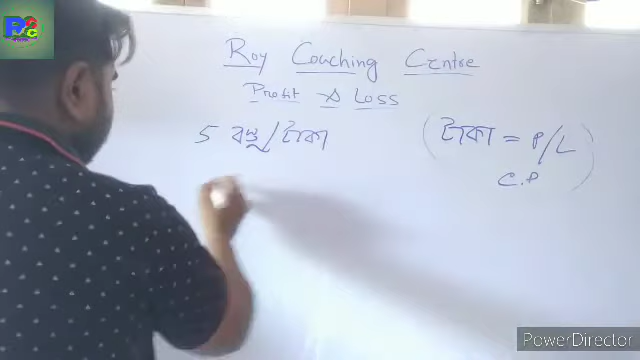 Roy Coaching Centre
Profit & Loss
5 বস্তু/টাকা
(টাকা = P/L
C.P)
PowerDirector